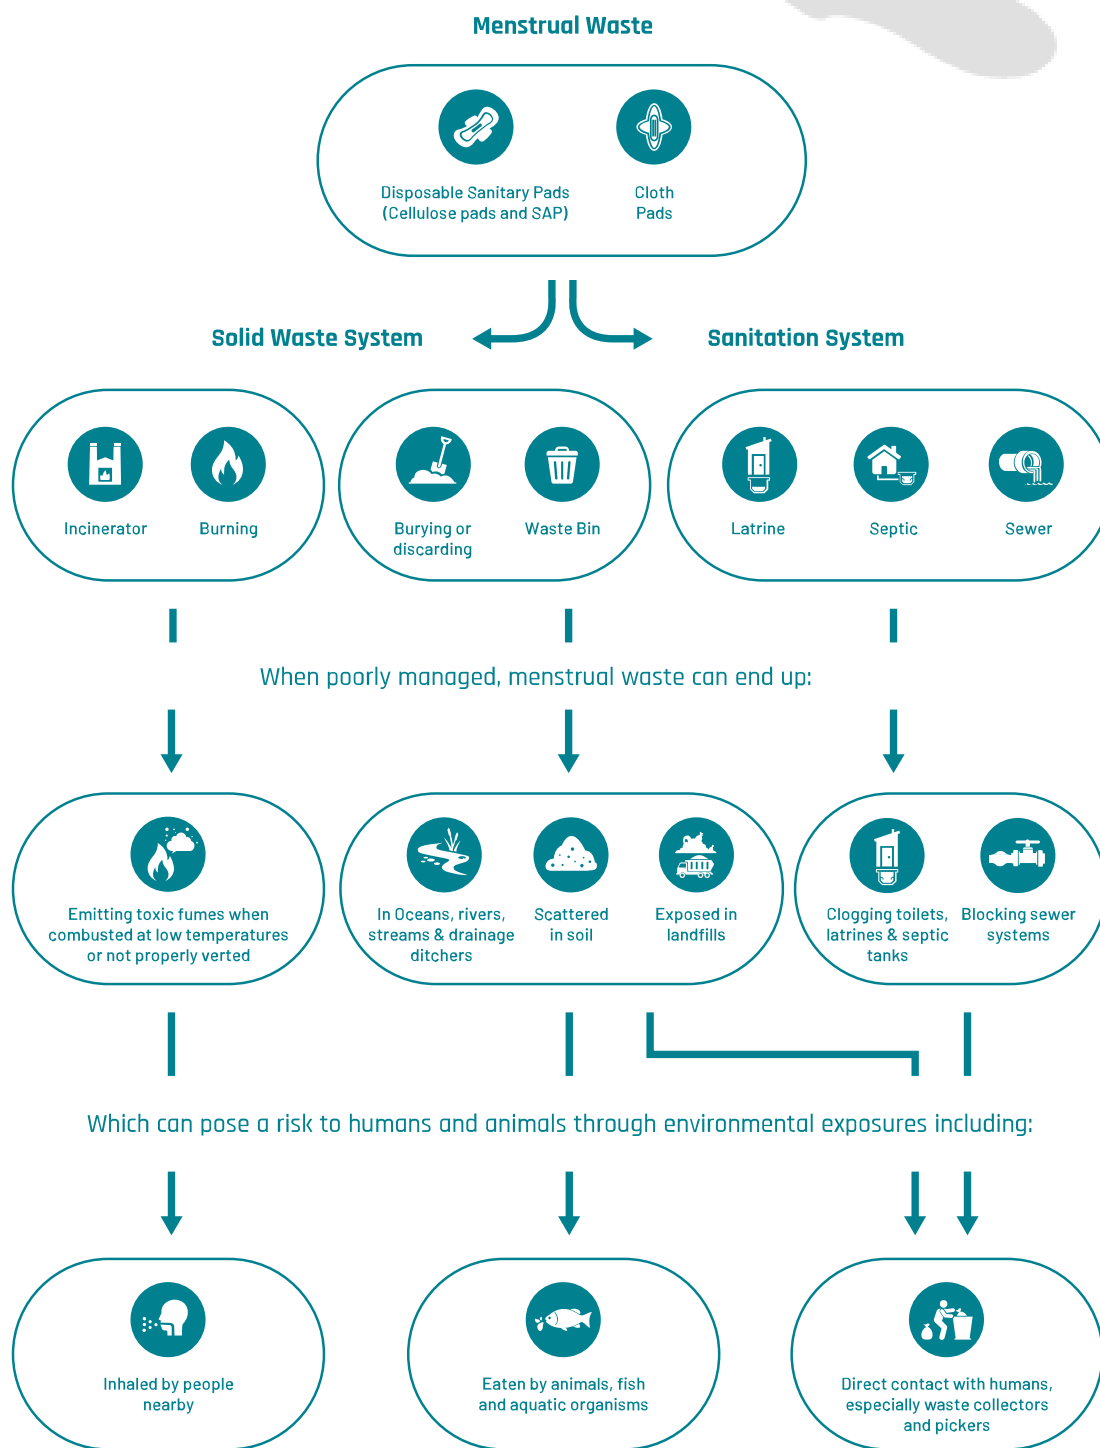 Menstrual Waste
Disposable Sanitary Pads
(Cellulose pads and SAP)
Cloth
Pads
Solid Waste System
Sanitation System
Incinerator
Burning
Burying or
discarding
Waste Bin
Latrine
Septic
Sewer
When poorly managed, menstrual waste can end up:
Emitting toxic fumes when
combusted at low temperatures
or not properly verted
In Oceans, rivers,
streams & drainage
ditchers
Scattered
in soil
Exposed in
landfills
Clogging toilets,
latrines & septic
tanks
Blocking sewer
systems
Which can pose a risk to humans and animals through environmental exposures including:
Inhaled by people
nearby
Eaten by animals, fish
and aquatic organisms
Direct contact with humans,
especially waste collectors
and pickers